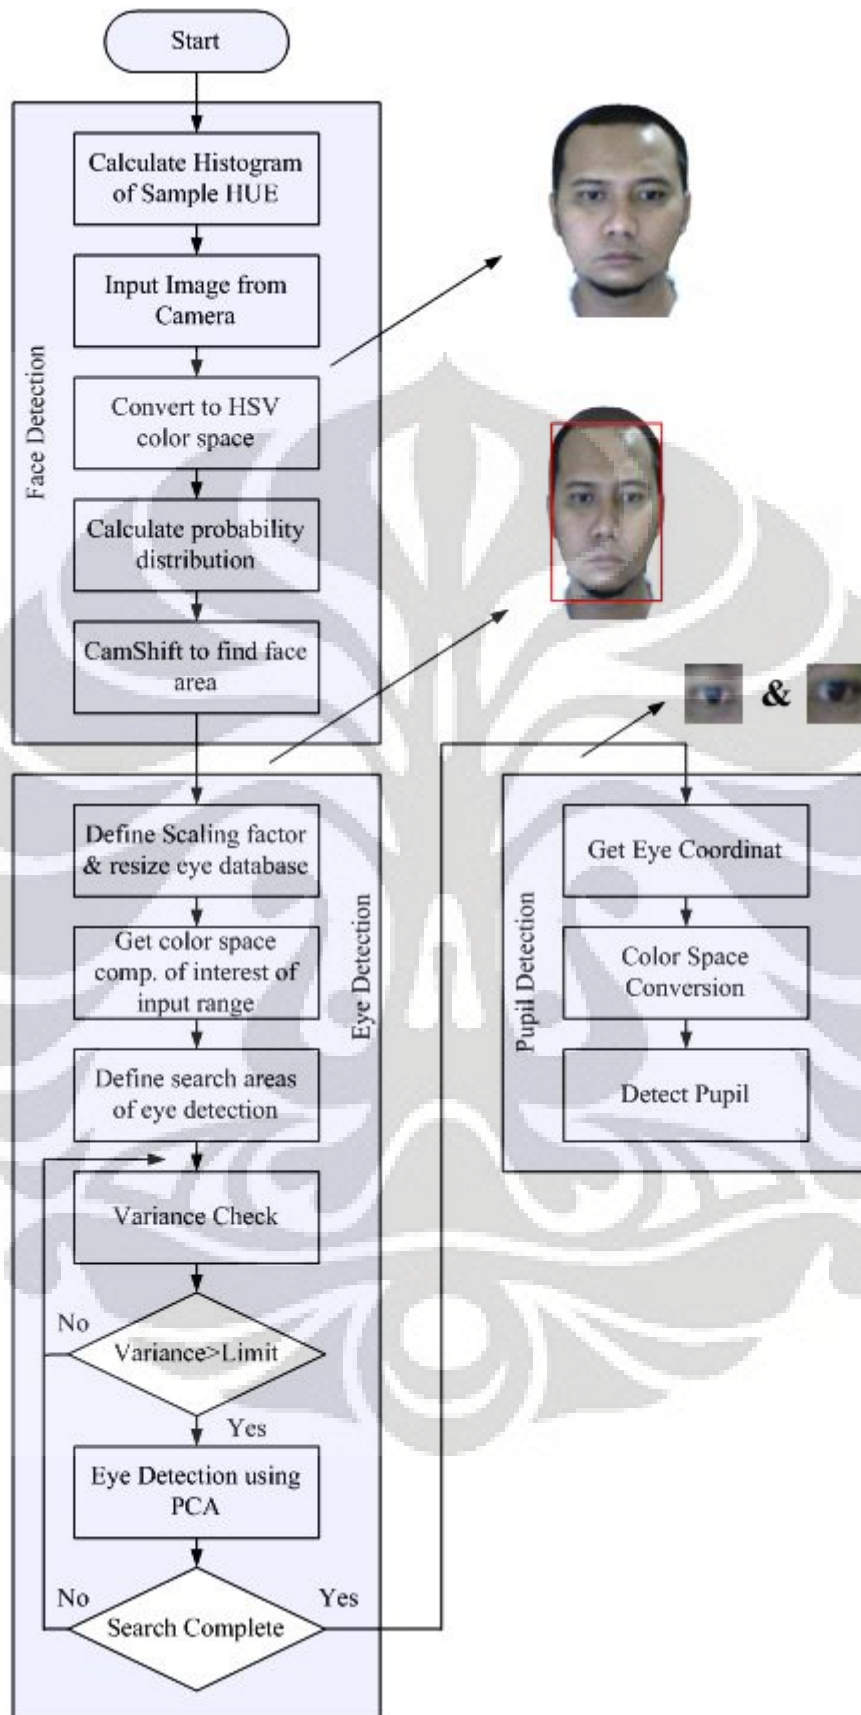 Start
Face Detection
Calculate Histogram
of Sample HUE
Input Image from
Camera
Convert to HSV
color space
Calculate probability
distribution
CamShift to find face
area
Eye Detection
Define Scaling factor
& resize eye database
Get color space
comp. of interest of
input range
Define search areas
of eye detection
Variance Check
No
Variance>Limit
Yes
Eye Detection using
PCA
No
Yes
Search Complete
&
Pupil Detection
Get Eye Coordinat
Color Space
Conversion
Detect Pupil